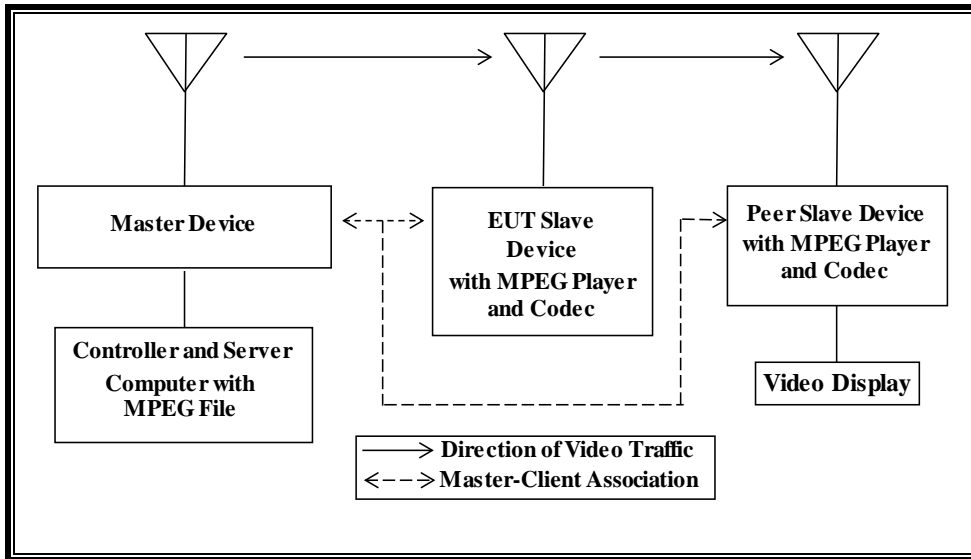 Master Device
EUT Slave
Device
with MPEG Player
and Codec
Peer Slave Device
with MPEG Player
and Codec
Controller and Server
Computer with
MPEG File
Video Display
Direction of Video Traffic
Master-Client Association